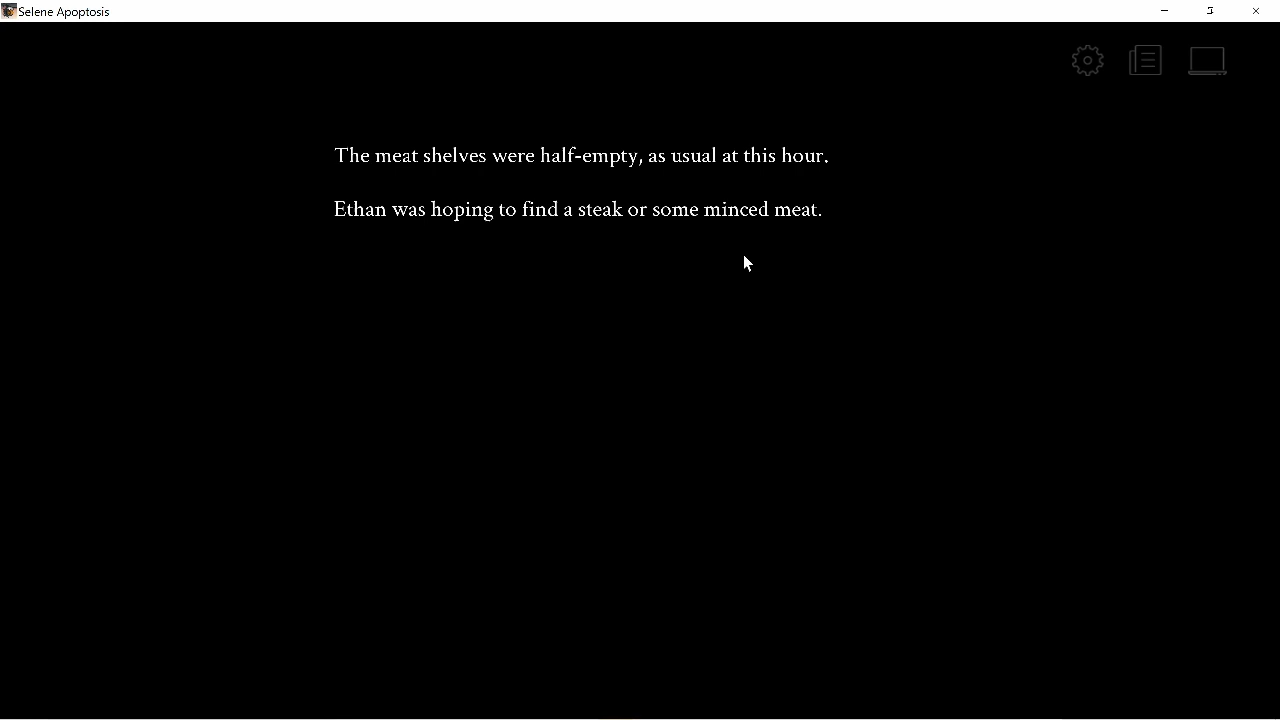 Selene Apoptosis
The meat shelves were half-empty, as usual at this hour.
Ethan was hoping to find a steak or some minced meat.